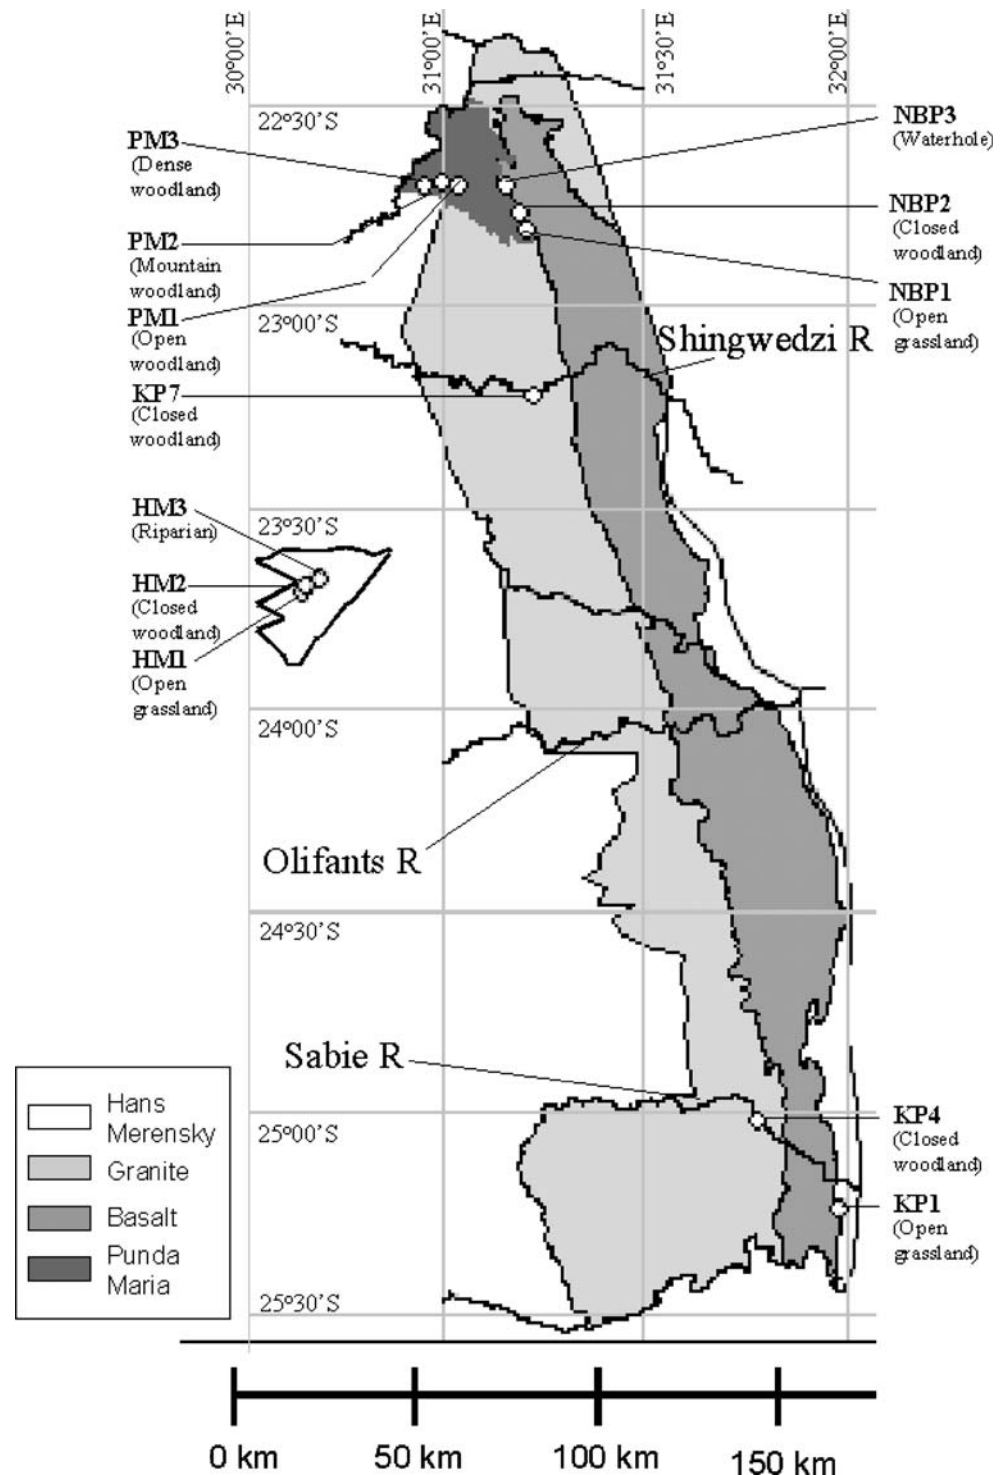 30°00'E
31°00'E
31°30'E
32°00'E
22°30'S
PM3
(Dense
woodland)
NBP3
(Waterhole)
NBP2
(Closed
woodland)
PM2
(Mountain
woodland)
NBP1
(Open
grassland)
PM1
(Open
woodland)
23°00'S
Shingwedzi R
KP7
(Closed
woodland)
HM3
(Riparian)
23°30'S
HM2
(Closed
woodland)
HM1
(Open
grassland)
24°00'S
Olifants R
24°30'S
Sabie R
KP4
(Closed
woodland)
25°00'S
KP1
(Open
grassland)
25°30'S
Hans
Merensky
Granite
Basalt
Punda
Maria
0 km 50 km 100 km 150 km